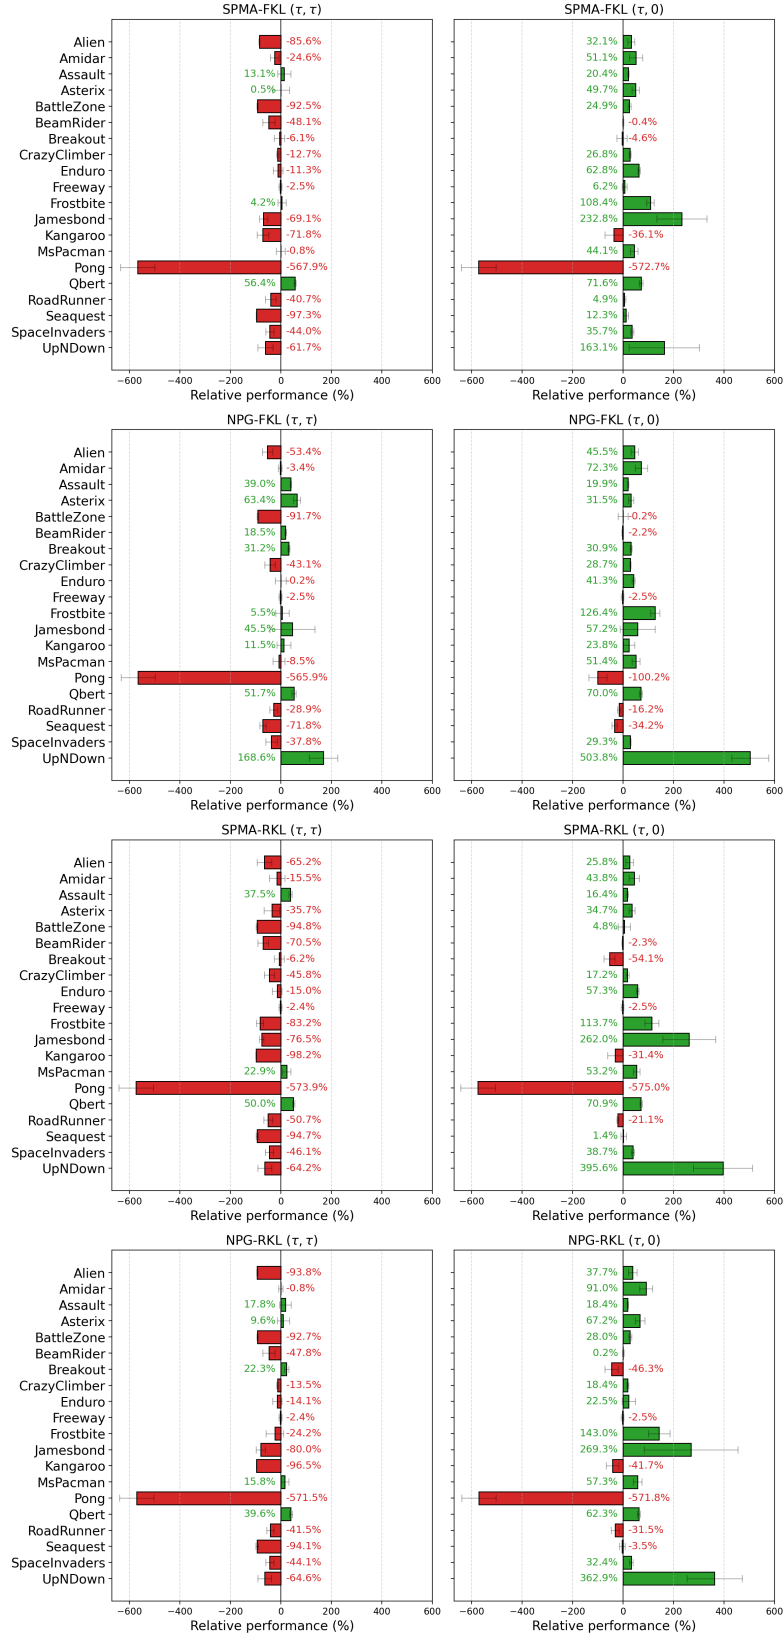 SPMA-FKL (τ, τ)
Alien -85.6%
Amidar -24.6%
Assault 13.1%
Asterix 0.5%
BattleZone -92.5%
BeamRider -48.1%
Breakout -6.1%
CrazyClimber -12.7%
Enduro -11.3%
Freeway -2.5%
Frostbite 4.2%
Jamesbond -69.1%
Kangaroo -71.8%
MsPacman -0.8%
Pong -567.9%
Qbert 56.4%
RoadRunner -40.7%
Seaquest -97.3%
SpaceInvaders -44.0%
UpNDown -61.7%
−600 −400 −200 0 200 400 600
Relative performance (%)
SPMA-FKL (τ, 0)
32.1%
51.1%
20.4%
49.7%
24.9%
-0.4%
-4.6%
26.8%
62.8%
6.2%
108.4%
232.8%
-36.1%
44.1%
-572.7%
71.6%
4.9%
12.3%
35.7%
163.1%
−600 −400 −200 0 200 400 600
Relative performance (%)
NPG-FKL (τ, τ)
Alien -53.4%
Amidar -3.4%
Assault 39.0%
Asterix 63.4%
BattleZone -91.7%
BeamRider 18.5%
Breakout 31.2%
CrazyClimber -43.1%
Enduro -0.2%
Freeway -2.5%
Frostbite 5.5%
Jamesbond 45.5%
Kangaroo 11.5%
MsPacman -8.5%
Pong -565.9%
Qbert 51.7%
RoadRunner -28.9%
Seaquest -71.8%
SpaceInvaders -37.8%
UpNDown 168.6%
−600 −400 −200 0 200 400 600
Relative performance (%)
NPG-FKL (τ, 0)
45.5%
72.3%
19.9%
31.5%
-0.2%
-2.2%
30.9%
28.7%
41.3%
-2.5%
126.4%
57.2%
23.8%
51.4%
-100.2%
70.0%
-16.2%
-34.2%
29.3%
503.8%
−600 −400 −200 0 200 400 600
Relative performance (%)
SPMA-RKL (τ, τ)
Alien -65.2%
Amidar -15.5%
Assault 37.5%
Asterix -35.7%
BattleZone -94.8%
BeamRider -70.5%
Breakout -6.2%
CrazyClimber -45.8%
Enduro -15.0%
Freeway -2.4%
Frostbite -83.2%
Jamesbond -76.5%
Kangaroo -98.2%
MsPacman 22.9%
Pong -573.9%
Qbert 50.0%
RoadRunner -50.7%
Seaquest -94.7%
SpaceInvaders -46.1%
UpNDown -64.2%
−600 −400 −200 0 200 400 600
Relative performance (%)
SPMA-RKL (τ, 0)
25.8%
43.8%
16.4%
34.7%
4.8%
-2.3%
-54.1%
17.2%
57.3%
-2.5%
113.7%
262.0%
-31.4%
53.2%
-575.0%
70.9%
-21.1%
1.4%
38.7%
395.6%
−600 −400 −200 0 200 400 600
Relative performance (%)
NPG-RKL (τ, τ)
Alien -93.8%
Amidar -0.8%
Assault 17.8%
Asterix 9.6%
BattleZone -92.7%
BeamRider -47.8%
Breakout 22.3%
CrazyClimber -13.5%
Enduro -14.1%
Freeway -2.4%
Frostbite -24.2%
Jamesbond -80.0%
Kangaroo -96.5%
MsPacman 15.8%
Pong -571.5%
Qbert 39.6%
RoadRunner -41.5%
Seaquest -94.1%
SpaceInvaders -44.1%
UpNDown -64.6%
−600 −400 −200 0 200 400 600
Relative performance (%)
NPG-RKL (τ, 0)
37.7%
91.0%
18.4%
67.2%
28.0%
0.2%
-46.3%
18.4%
22.5%
-2.5%
143.0%
269.3%
-41.7%
57.3%
-571.8%
62.3%
-31.5%
-3.5%
32.4%
362.9%
−600 −400 −200 0 200 400 600
Relative performance (%)